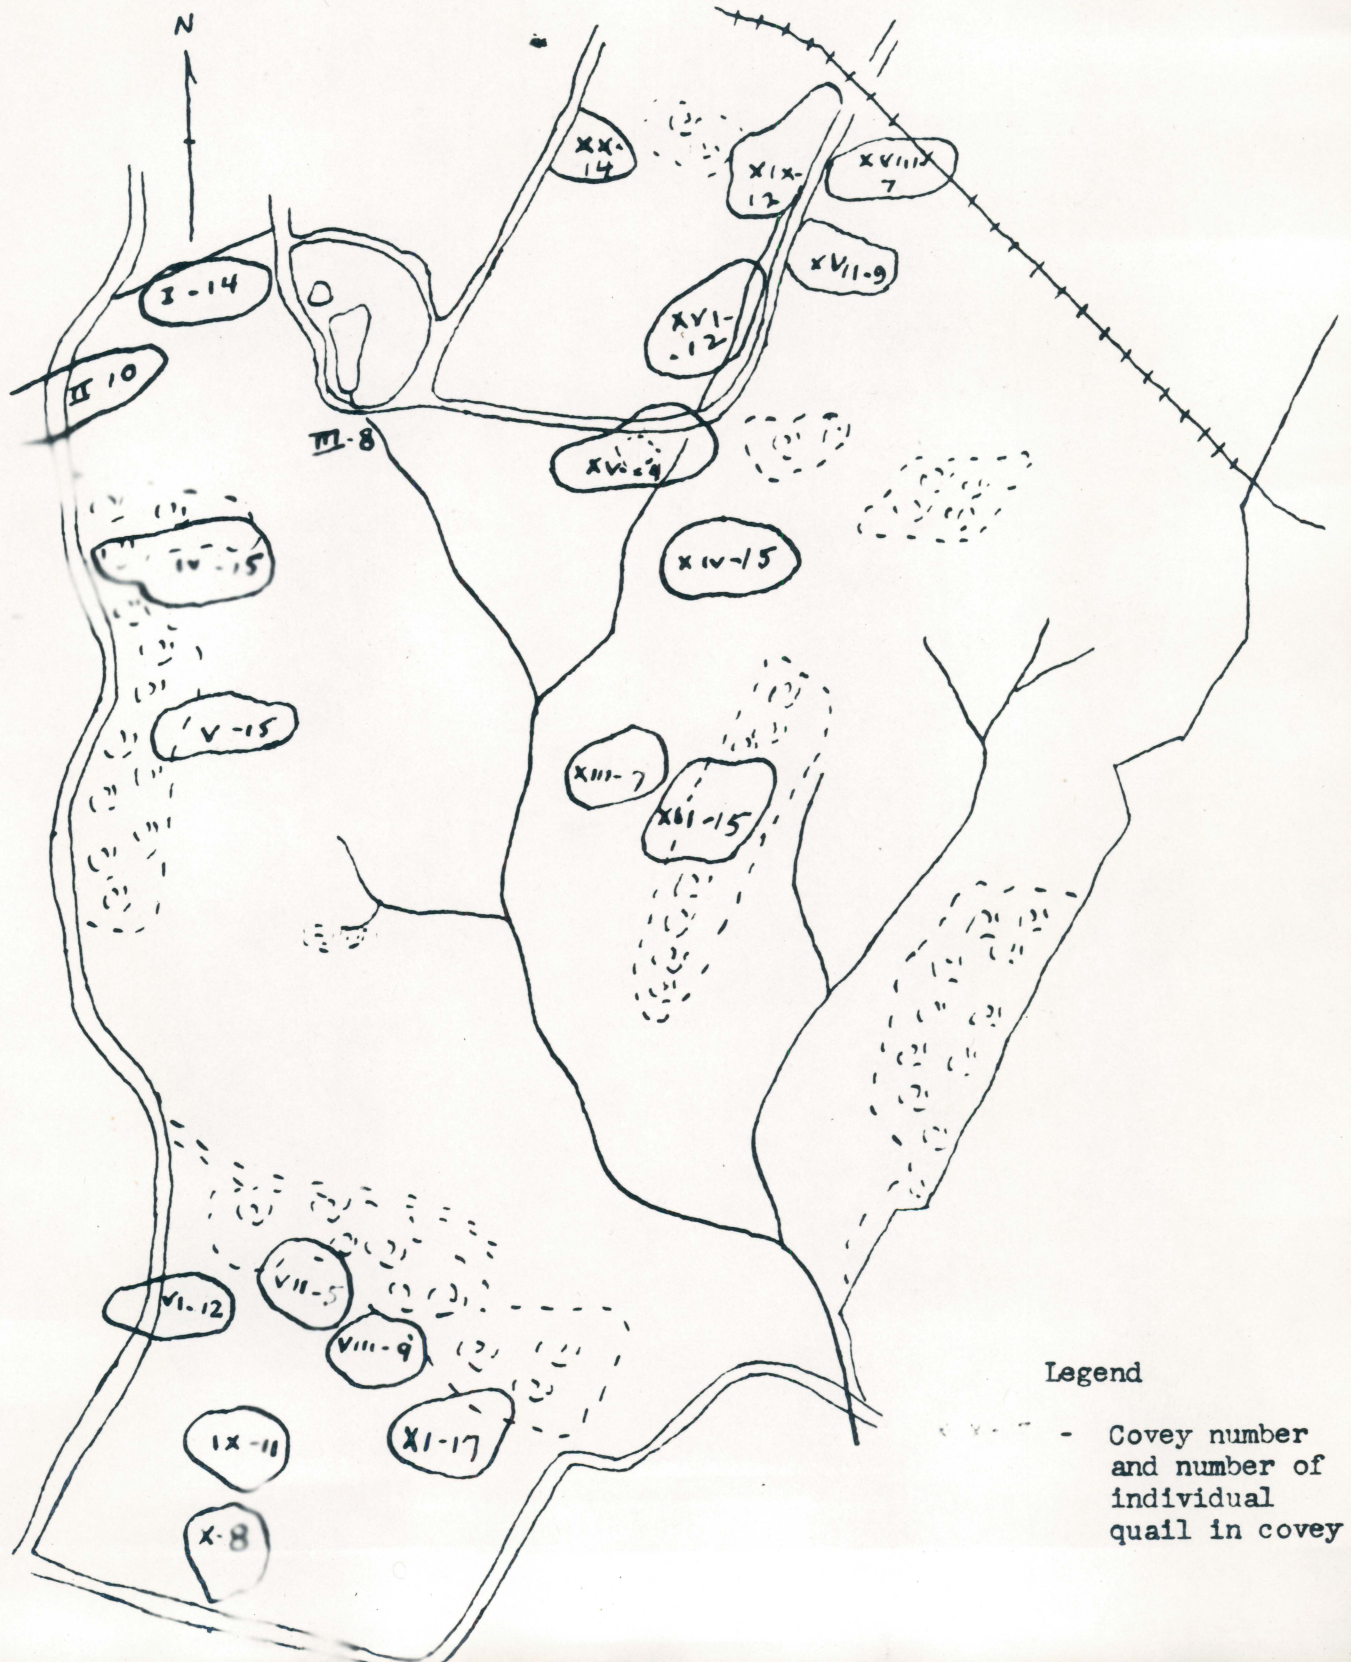 N
XX-
14
XIX-
12
XVIII-
7
XVII-9
I-14
XVI-
-12
II 10
III-8
IV-15
XIV-15
V-15
XIII-7
XII-15
VII-5
VI-12
VIII-9
IX-11
XI-17
X-8
Legend
- Covey number
and number of
individual
quail in covey